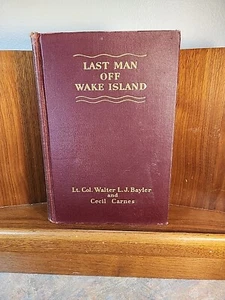 LAST MAN
OFF
WAKE ISLAND
Lt. Col. Walter L.J. Bayler
and
Cecil Carnes